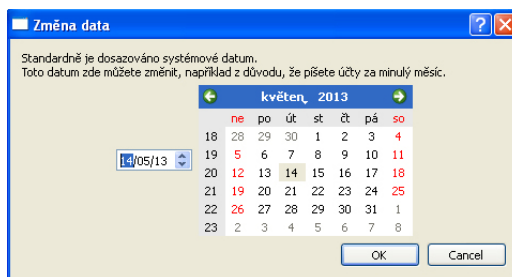 Změna data
Standardně je dosazováno systémové datum.
Toto datum zde můžete změnit, například z důvodu, že píšete účty za minulý měsíc.
květen, 2013
ne po út st čt pá so
18 28 29 30 1 2 3 4
14/05/13
19 5 6 7 8 9 10 11
20 12 13 14 15 16 17 18
21 19 20 21 22 23 24 25
22 26 27 28 29 30 31 1
23 2 3 4 5 6 7 8
OK Cancel